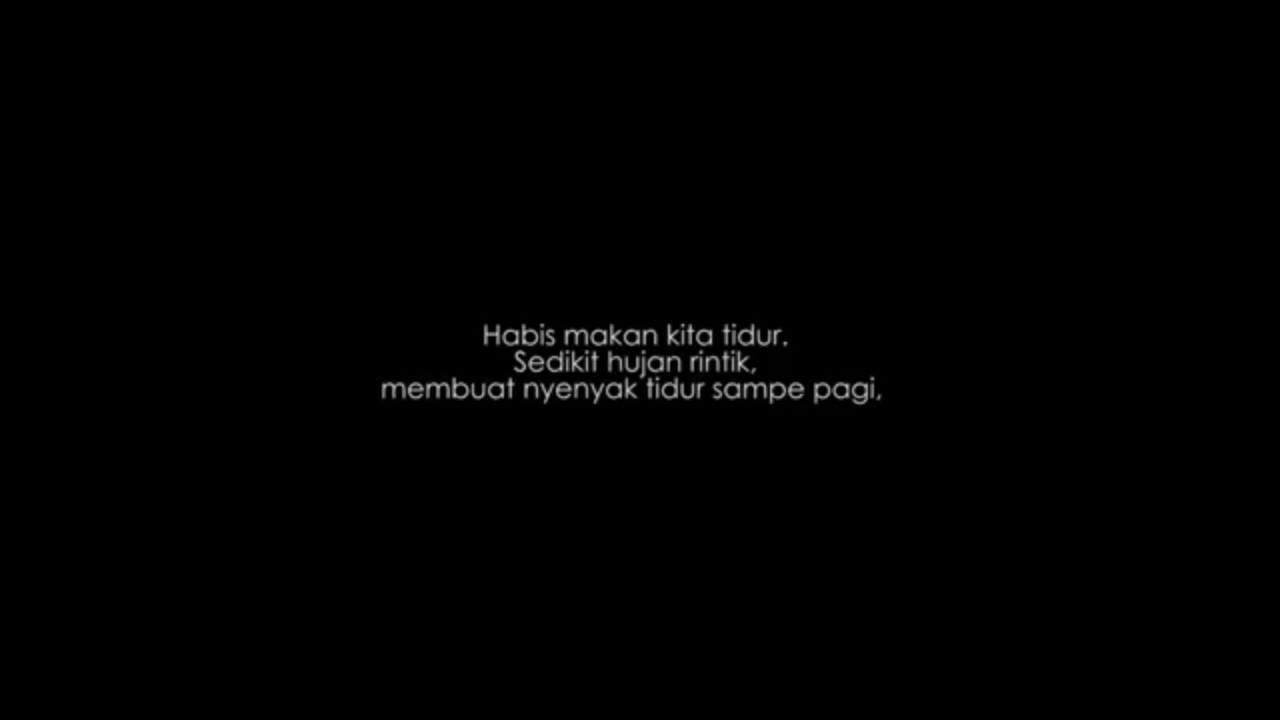 Habis makan kita tidur.
Sedikit hujan rintik,
membuat nyenyak tidur sampe pagi,